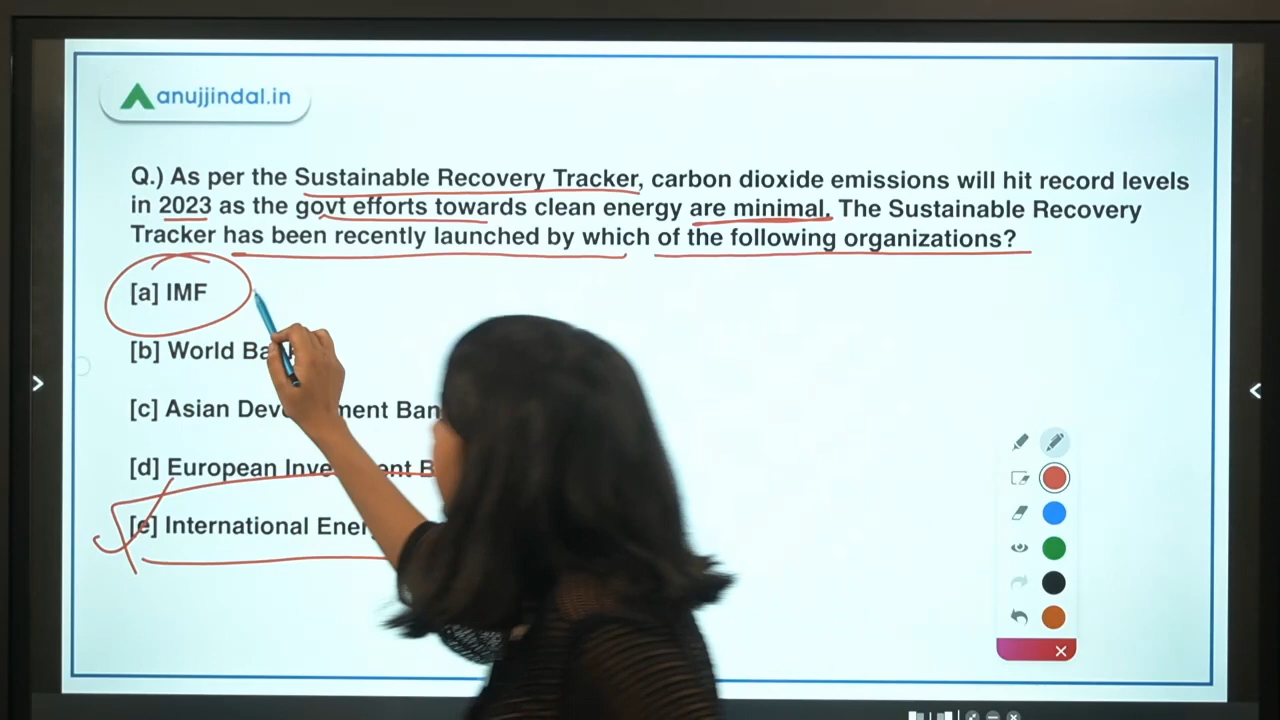 anujjindal.in
Q.) As per the Sustainable Recovery Tracker, carbon dioxide emissions will hit record levels
in 2023 as the govt efforts towards clean energy are minimal. The Sustainable Recovery
Tracker has been recently launched by which of the following organizations?
[a] IMF
[b] World
[c] Asian
[d] European
[e] International